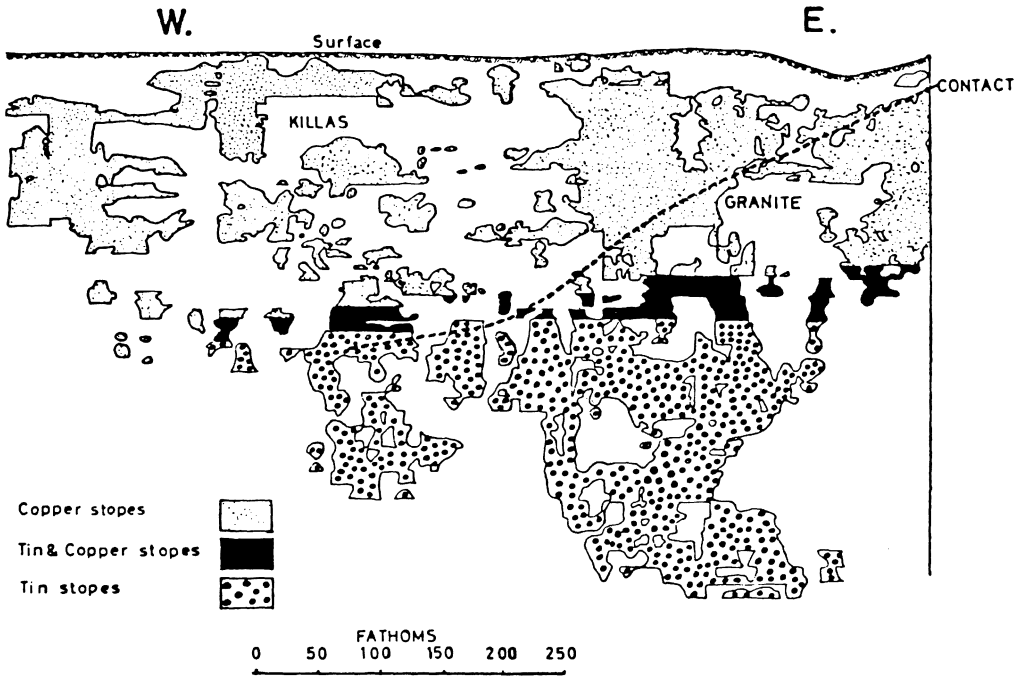 W. E.
Surface
CONTACT
KILLAS
GRANITE
Copper stopes
Tin & Copper stopes
Tin stopes
FATHOMS
0 50 100 150 200 250